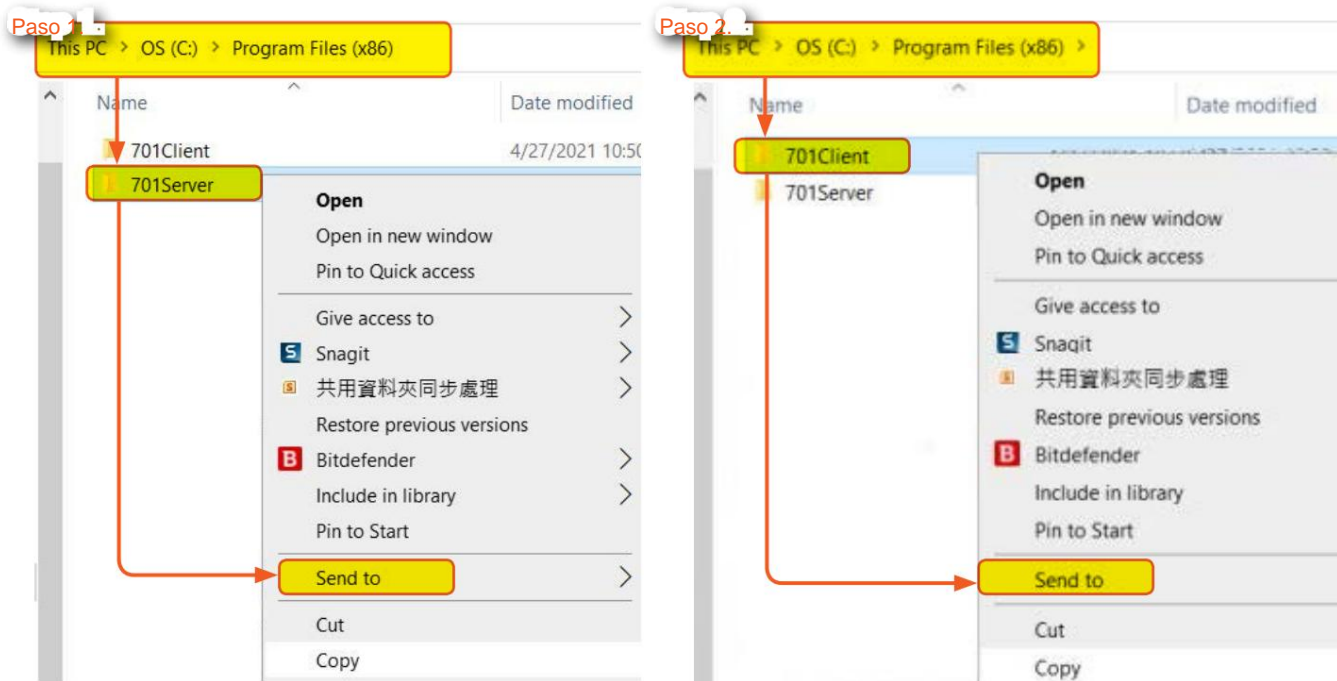 Paso 1.
This PC > OS (C:) > Program Files (x86)
Name
Date modified
701Client
4/27/2021 10:50
701Server
Open
Open in new window
Pin to Quick access
Give access to
Snagit
共用資料夾同步處理
Restore previous versions
Bitdefender
Include in library
Pin to Start
Send to
Cut
Copy
Paso 2.
This PC > OS (C:) > Program Files (x86) >
Name
Date modified
701Client
701Server
Open
Open in new window
Pin to Quick access
Give access to
Snagit
共用資料夾同步處理
Restore previous versions
Bitdefender
Include in library
Pin to Start
Send to
Cut
Copy